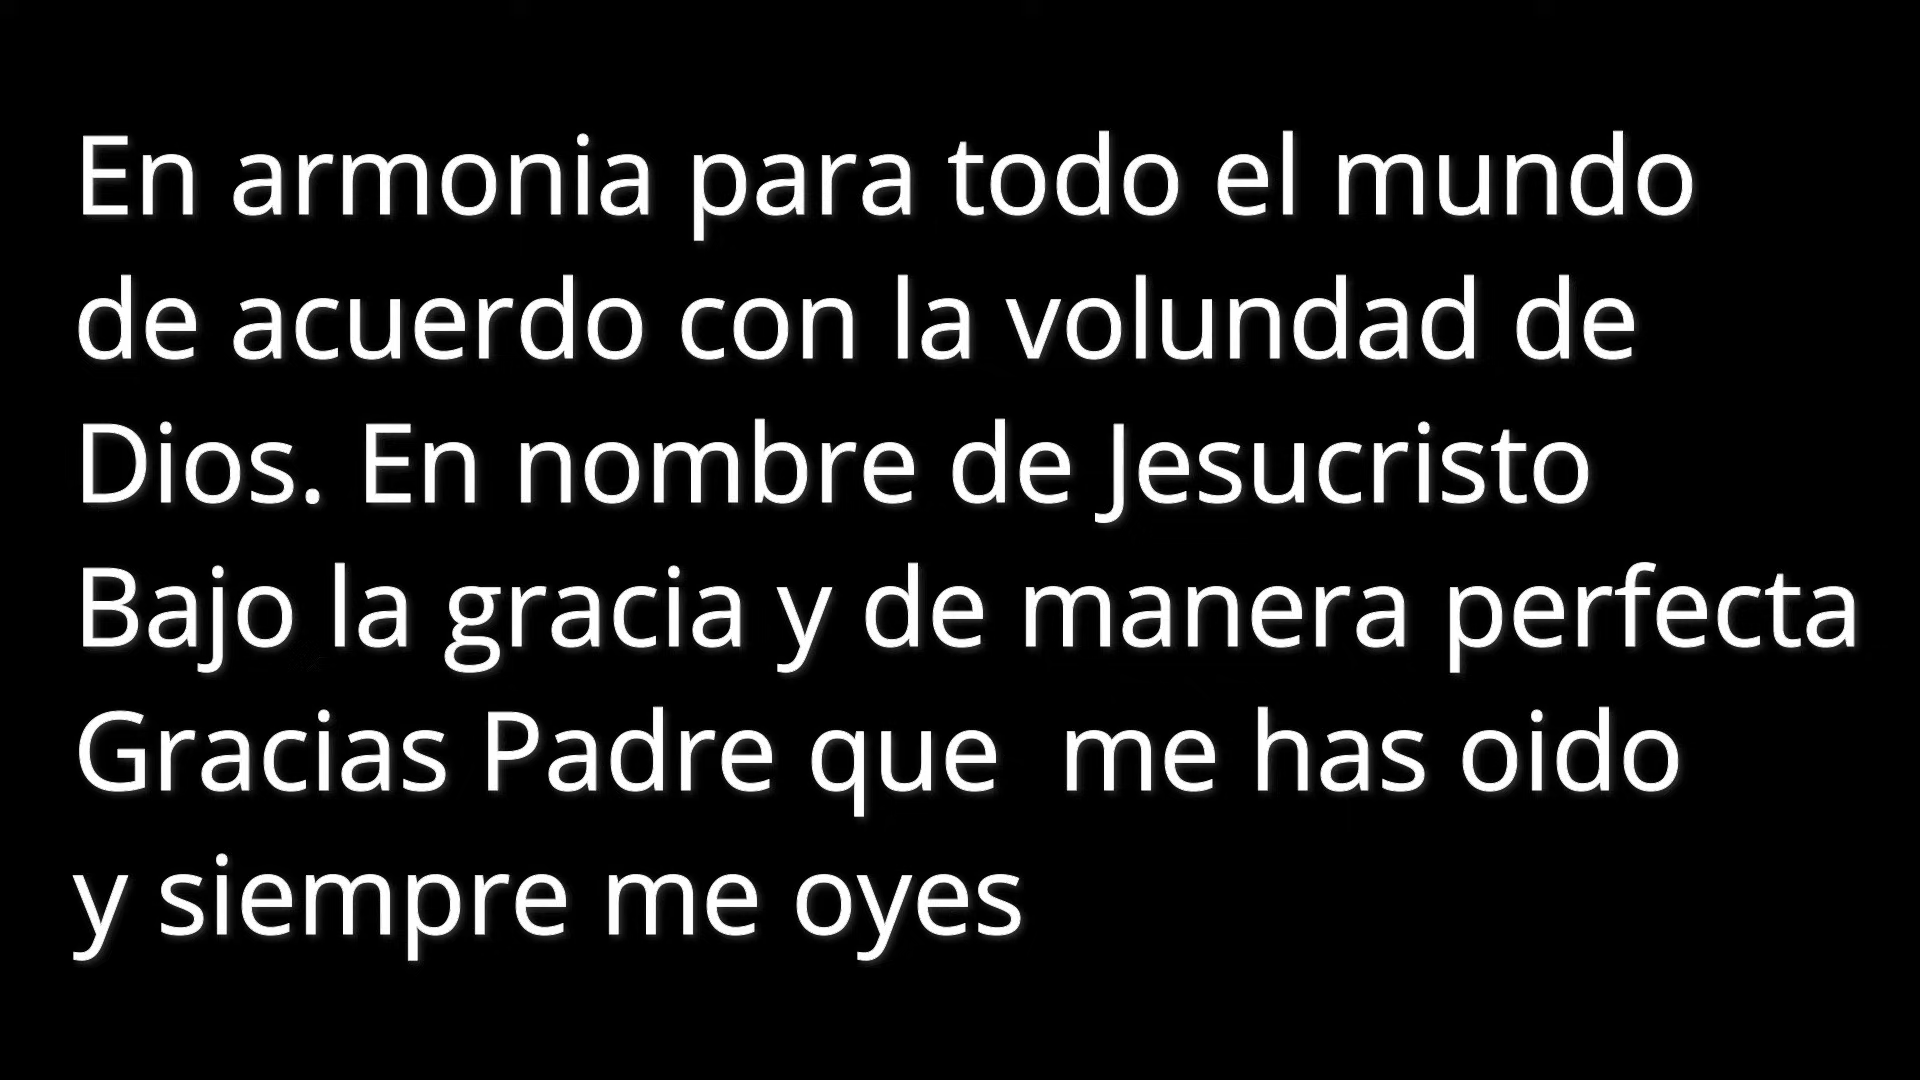 En armonia para todo el mundo
de acuerdo con la volundad de
Dios. En nombre de Jesucristo
Bajo la gracia y de manera perfecta
Gracias Padre que  me has oido
y siempre me oyes